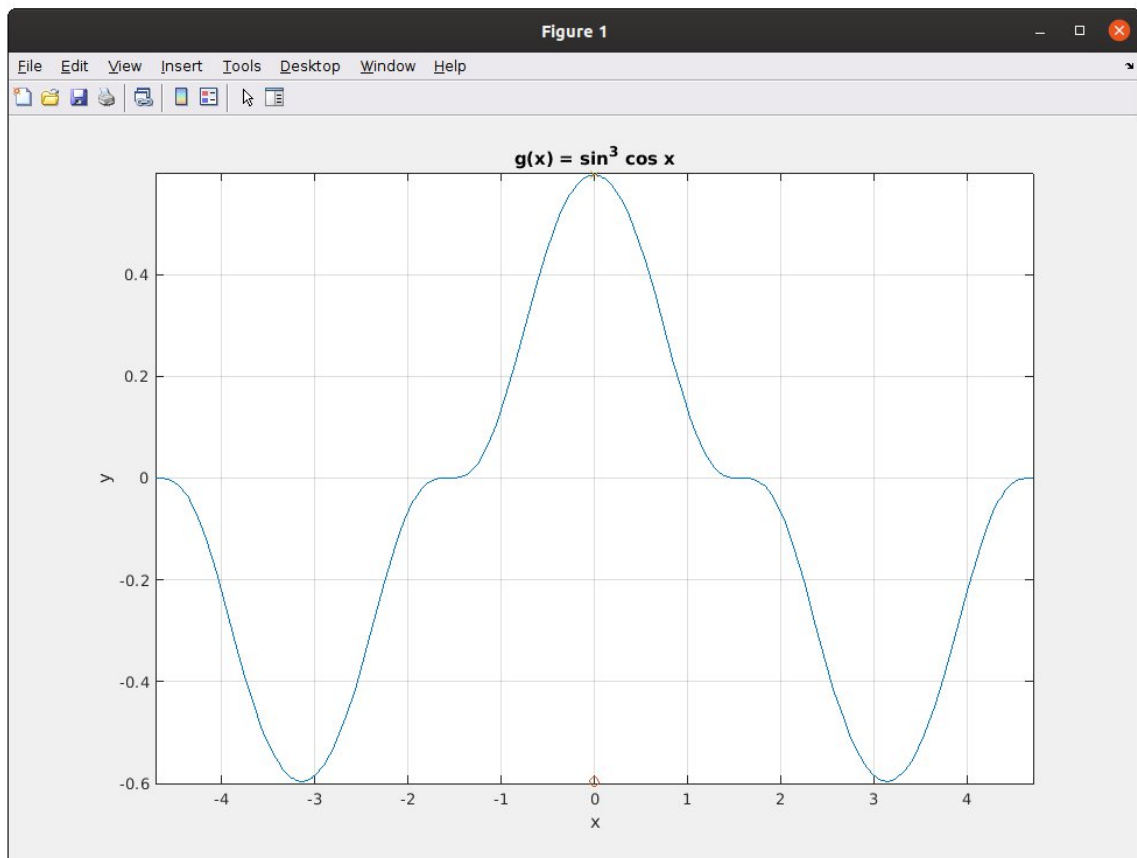 Figure 1
File Edit View Insert Tools Desktop Window Help
g(x) = sin³ cos x
0.4
0.2
0
-0.2
-0.4
-0.6
y
-4 -3 -2 -1 0 1 2 3 4
x